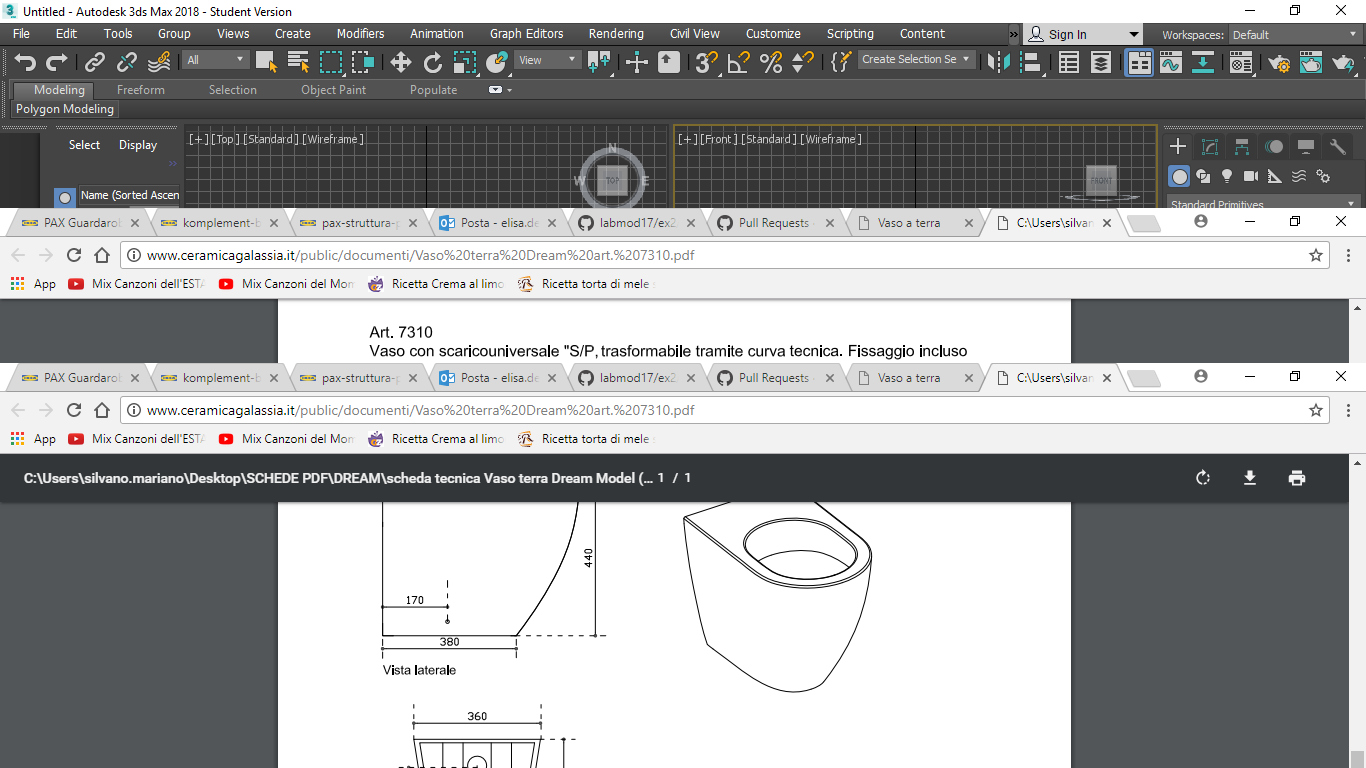 Untitled - Autodesk 3ds Max 2018 - Student Version
File Edit Tools Group Views Create Modifiers Animation Graph Editors Rendering Civil View Customize Scripting Content » Sign In Workspaces: Default
All View Create Selection Se
Modeling Freeform Selection Object Paint Populate
Polygon Modeling
Select Display
»
Name (Sorted Ascen
[+] [Top] [Standard] [Wireframe]
N
W TOP E
[+] [Front] [Standard] [Wireframe]
FRONT
Standard Primitives
PAX Guardarob komplement-b pax-struttura-p Posta - elisa.de labmod17/ex2 Pull Requests Vaso a terra C:\Users\silvan
www.ceramicagalassia.it/public/documenti/Vaso%20terra%20Dream%20art.%207310.pdf
App Mix Canzoni dell'ESTA Mix Canzoni del Mon Ricetta Crema al limo Ricetta torta di mele
Art. 7310
Vaso con scaricouniversale "S/P, trasformabile tramite curva tecnica. Fissaggio incluso
PAX Guardarob komplement-b pax-struttura-p Posta - elisa.de labmod17/ex2 Pull Requests Vaso a terra C:\Users\silvan
www.ceramicagalassia.it/public/documenti/Vaso%20terra%20Dream%20art.%207310.pdf
App Mix Canzoni dell'ESTA Mix Canzoni del Mon Ricetta Crema al limo Ricetta torta di mele
C:\Users\silvano.mariano\Desktop\SCHEDE PDF\DREAM\scheda tecnica Vaso terra Dream Model (... 1 / 1
440
170
380
Vista laterale
360